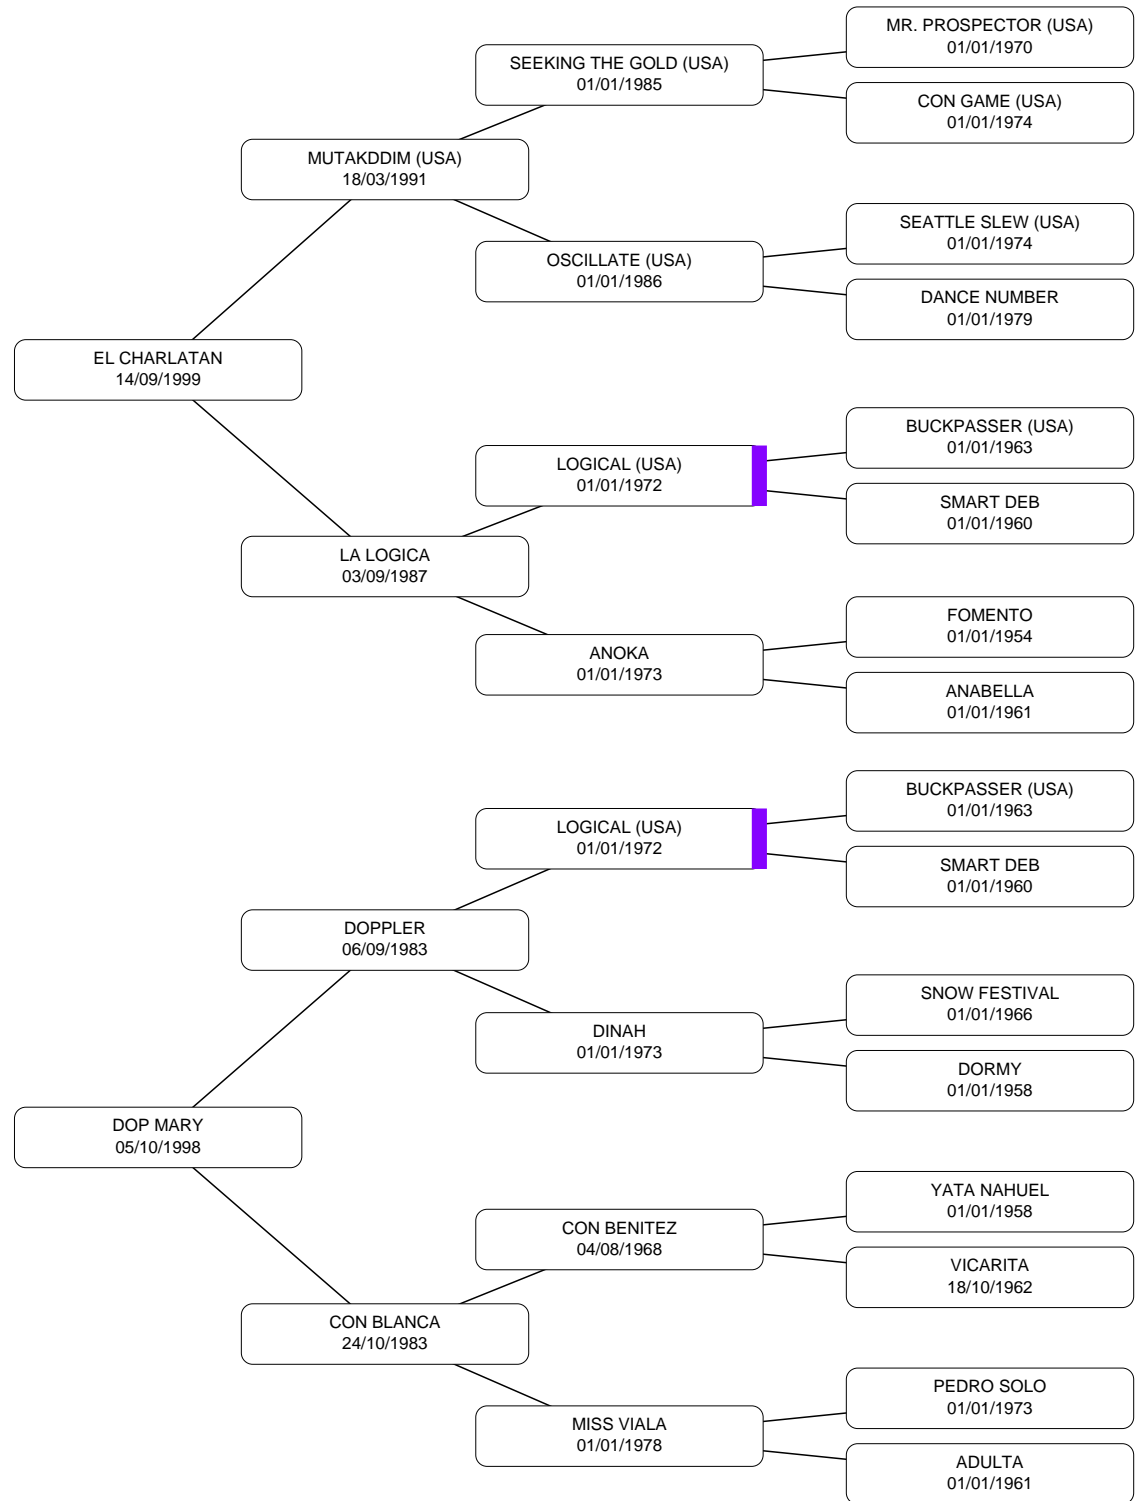 MR. PROSPECTOR (USA)
01/01/1970
SEEKING THE GOLD (USA)
01/01/1985
CON GAME (USA)
01/01/1974
MUTAKDDIM (USA)
18/03/1991
SEATTLE SLEW (USA)
01/01/1974
OSCILLATE (USA)
01/01/1986
DANCE NUMBER
01/01/1979
EL CHARLATAN
14/09/1999
BUCKPASSER (USA)
01/01/1963
LOGICAL (USA)
01/01/1972
SMART DEB
01/01/1960
LA LOGICA
03/09/1987
FOMENTO
01/01/1954
ANOKA
01/01/1973
ANABELLA
01/01/1961
BUCKPASSER (USA)
01/01/1963
LOGICAL (USA)
01/01/1972
SMART DEB
01/01/1960
DOPPLER
06/09/1983
SNOW FESTIVAL
01/01/1966
DINAH
01/01/1973
DORMY
01/01/1958
DOP MARY
05/10/1998
YATA NAHUEL
01/01/1958
CON BENITEZ
04/08/1968
VICARITA
18/10/1962
CON BLANCA
24/10/1983
PEDRO SOLO
01/01/1973
MISS VIALA
01/01/1978
ADULTA
01/01/1961